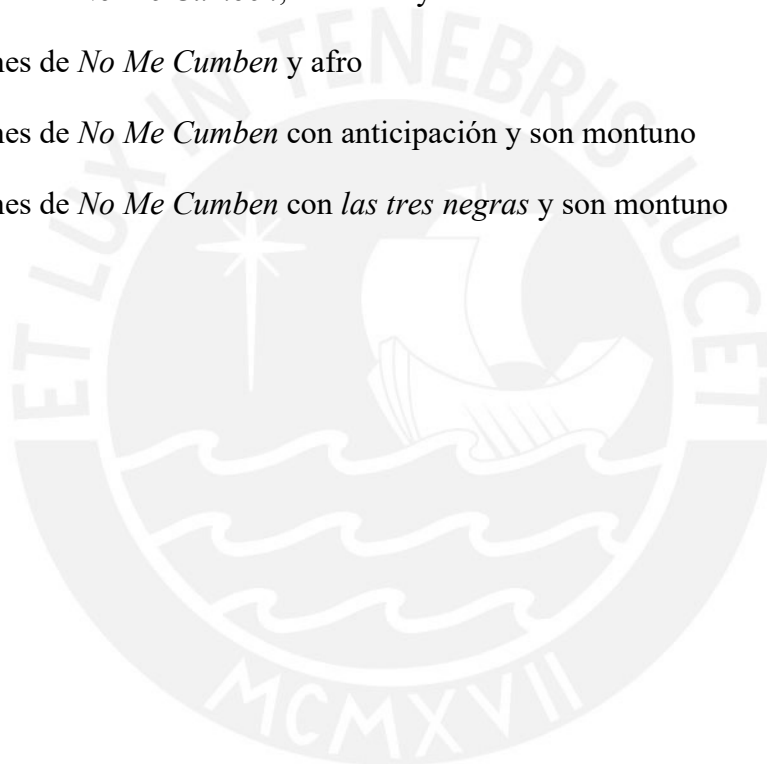 nes de No Me Cumben y afro
nes de No Me Cumben con anticipación y son montuno
nes de No Me Cumben con las tres negras y son montuno
ET LUX IN TENEBRIS LUCET
MCMXVII